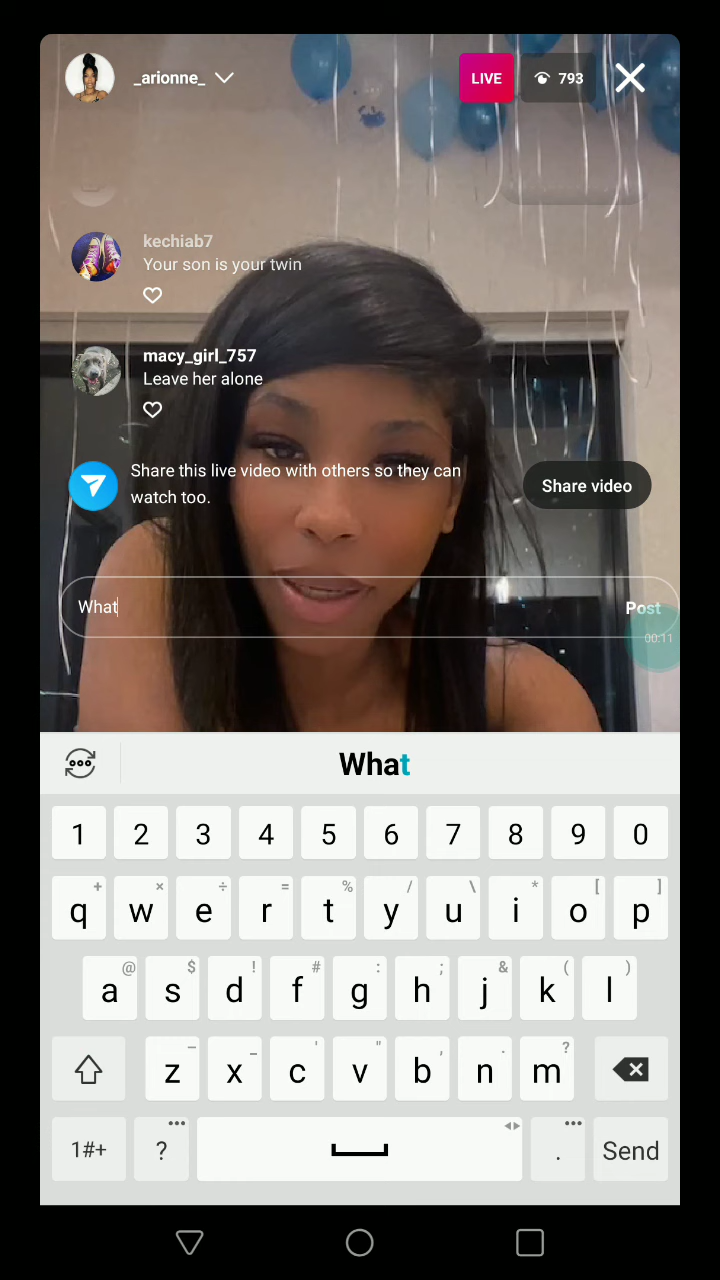 _arionne_
LIVE
793
kechiab7
Your son is your twin
macy_girl_757
Leave her alone
Share this live video with others so they can
watch too.
Share video
What
Post
00:11
What
1 2 3 4 5 6 7 8 9 0
+ × ÷ = % / \ * [ ]
q w e r t y u i o p
@ $ ! # : ; & ( )
a s d f g h j k l
– _ ' " , . ?
z x c v b n m
1#+ ? . Send